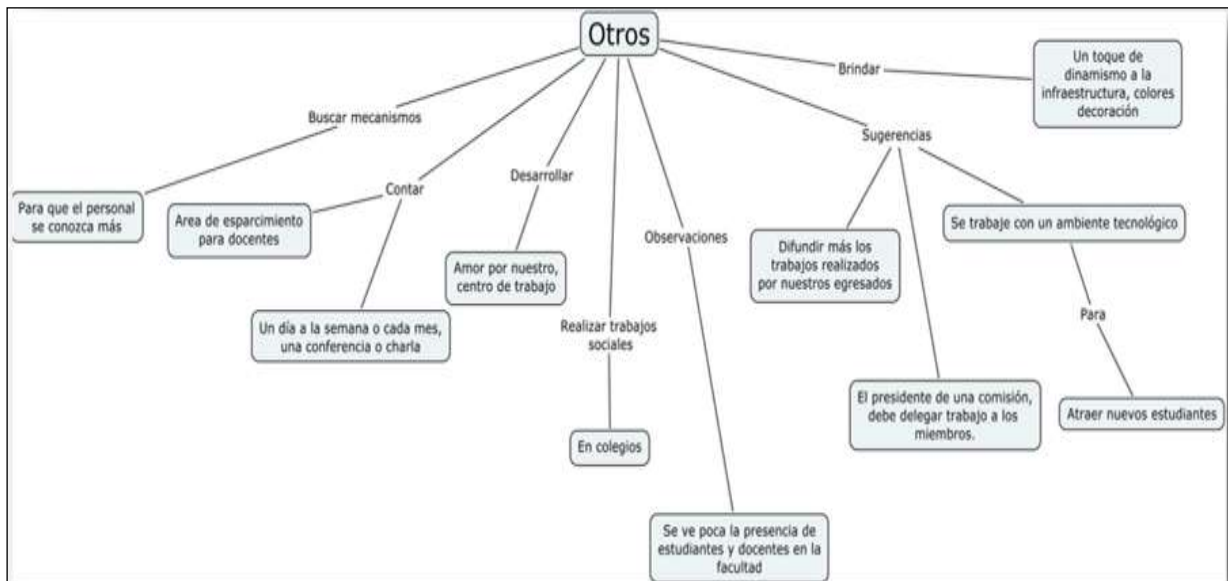 Otros
Brindar
Un toque de
dinamismo a la
infraestructura, colores
decoración
Buscar mecanismos
Para que el personal
se conozca más
Contar
Area de esparcimiento
para docentes
Un día a la semana o cada mes,
una conferencia o charla
Desarrollar
Amor por nuestro,
centro de trabajo
Realizar trabajos
sociales
En colegios
Observaciones
Se ve poca la presencia de
estudiantes y docentes en la
facultad
Sugerencias
Difundir más los
trabajos realizados
por nuestros egresados
El presidente de una comisión,
debe delegar trabajo a los
miembros.
Se trabaje con un ambiente tecnológico
Para
Atraer nuevos estudiantes